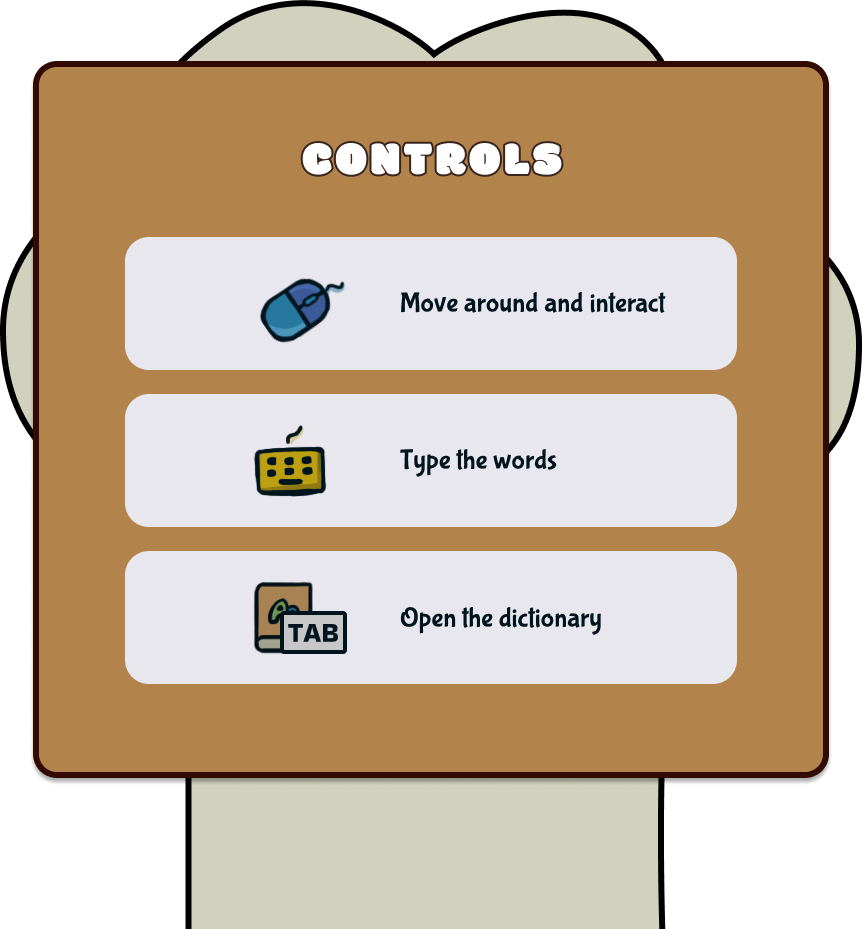 CONTROLS
Move around and interact
Type the words
TAB
Open the dictionary